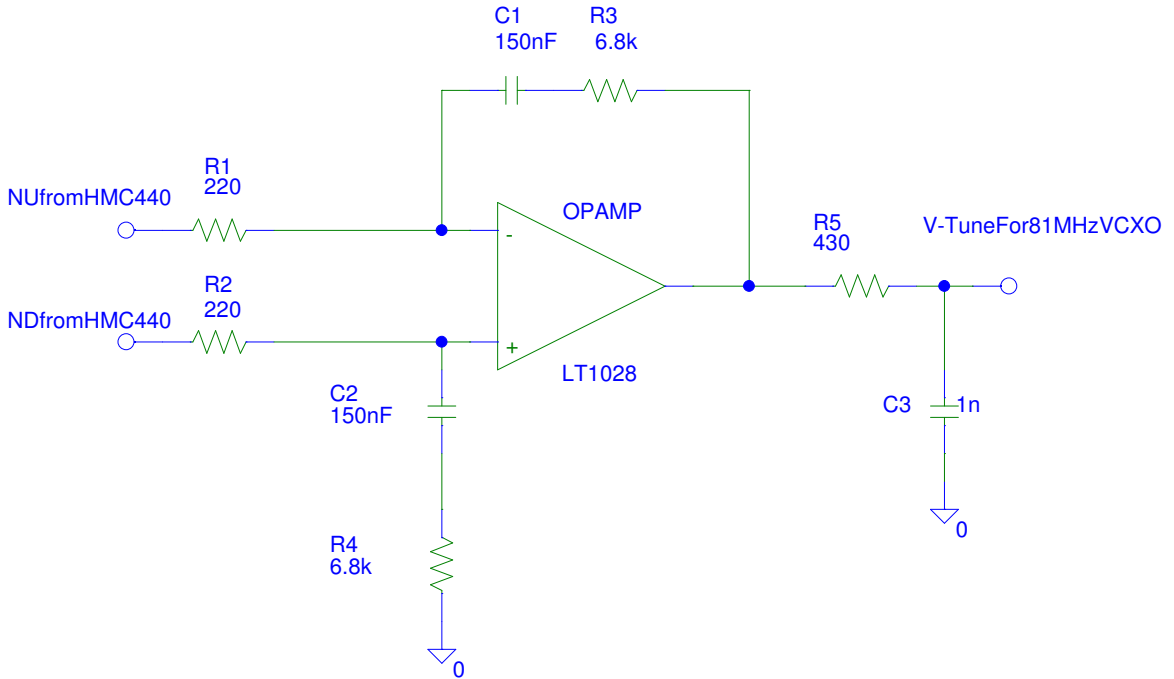 C1
150nF
R3
6.8k
R1
220
NUfromHMC440
OPAMP
R5
430
V-TuneFor81MHzVCXO
-
R2
220
NDfromHMC440
+
LT1028
C2
150nF
C3
1n
0
R4
6.8k
0